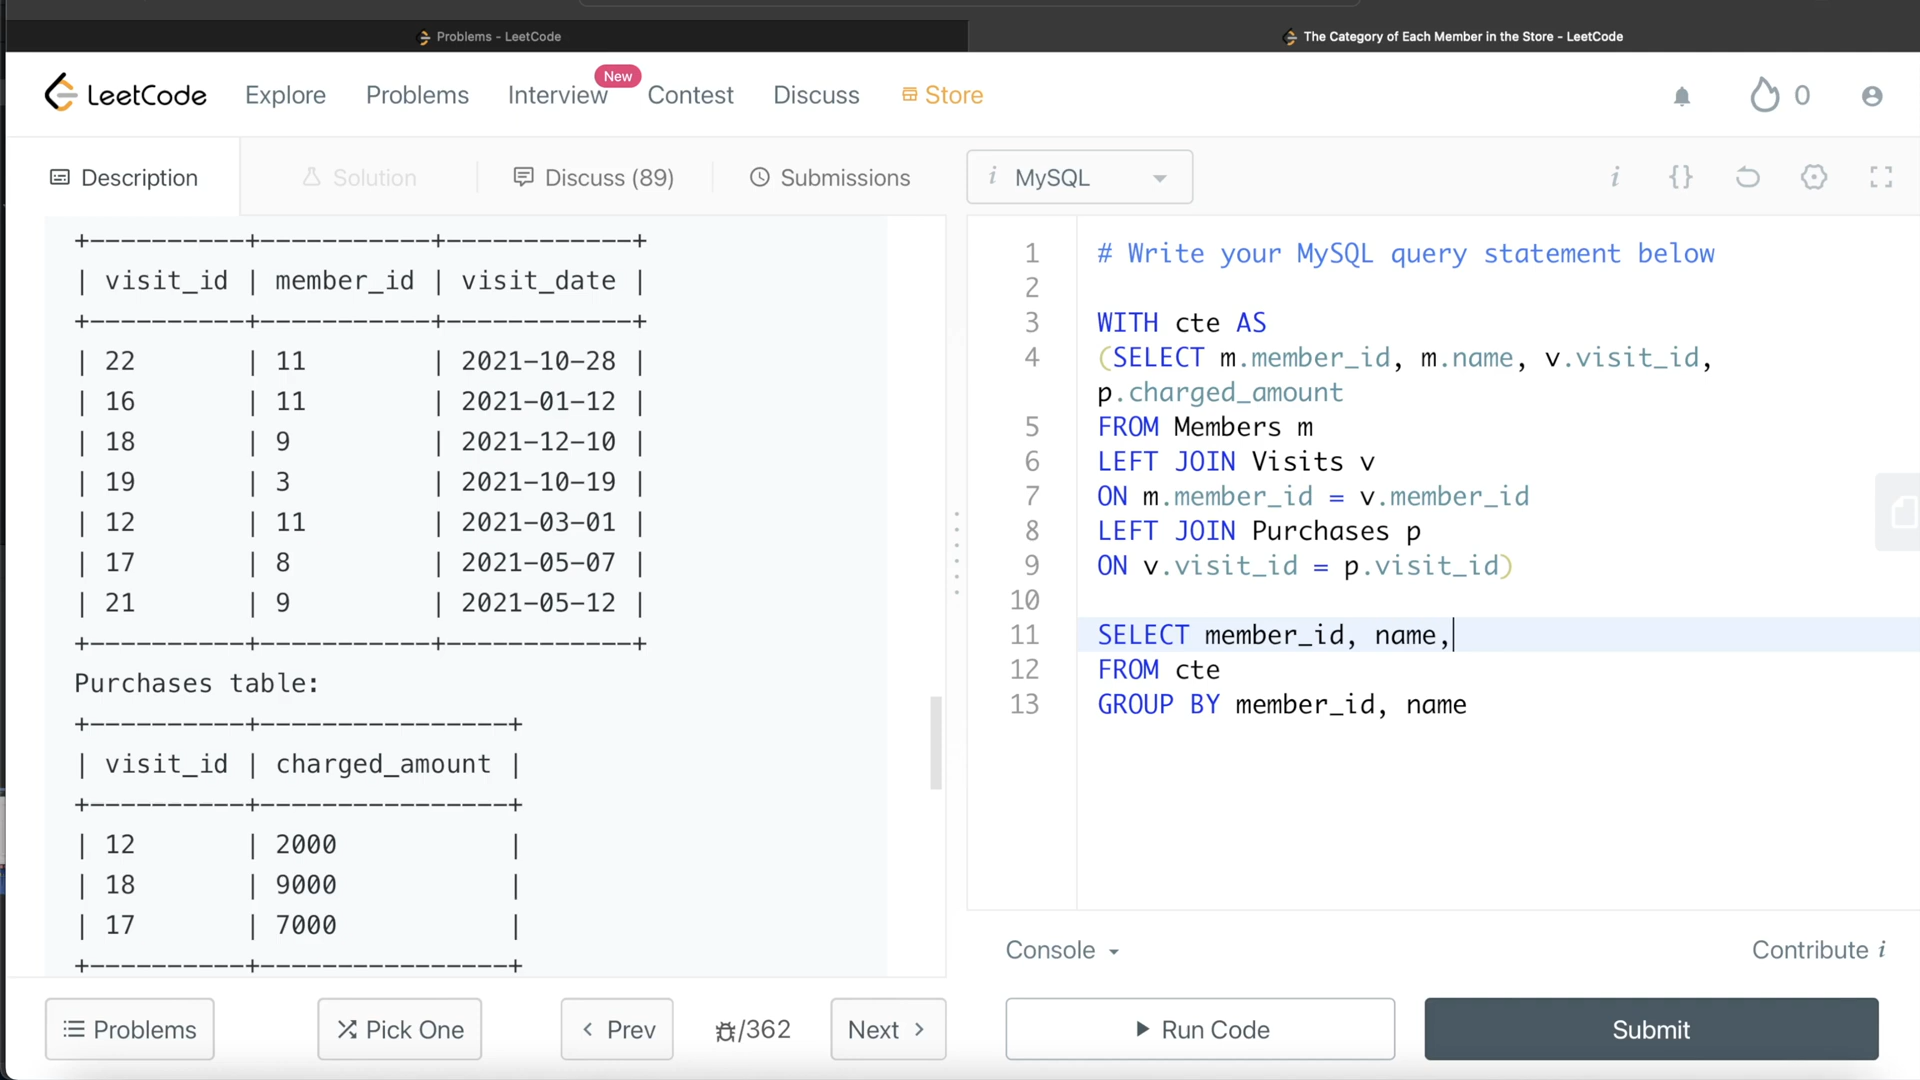 Problems - LeetCode
The Category of Each Member in the Store - LeetCode
LeetCode Explore Problems Interview New Contest Discuss Store 0
Description Solution Discuss (89) Submissions
+----------+-----------+------------+
| visit_id | member_id | visit_date |
+----------+-----------+------------+
| 22 | 11 | 2021-10-28 |
| 16 | 11 | 2021-01-12 |
| 18 | 9 | 2021-12-10 |
| 19 | 3 | 2021-10-19 |
| 12 | 11 | 2021-03-01 |
| 17 | 8 | 2021-05-07 |
| 21 | 9 | 2021-05-12 |
+----------+-----------+------------+
Purchases table:
+----------+----------------+
| visit_id | charged_amount |
+----------+----------------+
| 12 | 2000 |
| 18 | 9000 |
| 17 | 7000 |
+----------+----------------+
Problems Pick One < Prev /362 Next >
i MySQL
i {}
1 # Write your MySQL query statement below
2
3 WITH cte AS
4 (SELECT m.member_id, m.name, v.visit_id,
p.charged_amount
5 FROM Members m
6 LEFT JOIN Visits v
7 ON m.member_id = v.member_id
8 LEFT JOIN Purchases p
9 ON v.visit_id = p.visit_id)
10
11 SELECT member_id, name,
12 FROM cte
13 GROUP BY member_id, name
Console Contribute i
Run Code Submit